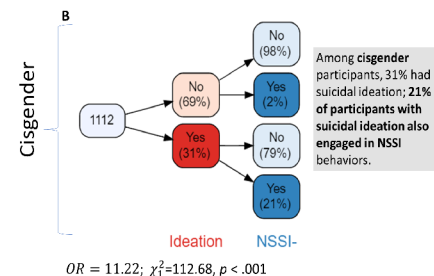 B
Cisgender
1112
No
(69%)
Yes
(31%)
No
(98%)
Yes
(2%)
No
(79%)
Yes
(21%)
Among cisgender
participants, 31% had
suicidal ideation; 21%
of participants with
suicidal ideation also
engaged in NSSI
behaviors.
Ideation
NSSI-
OR = 11.22; χ²₁=112.68, p < .001